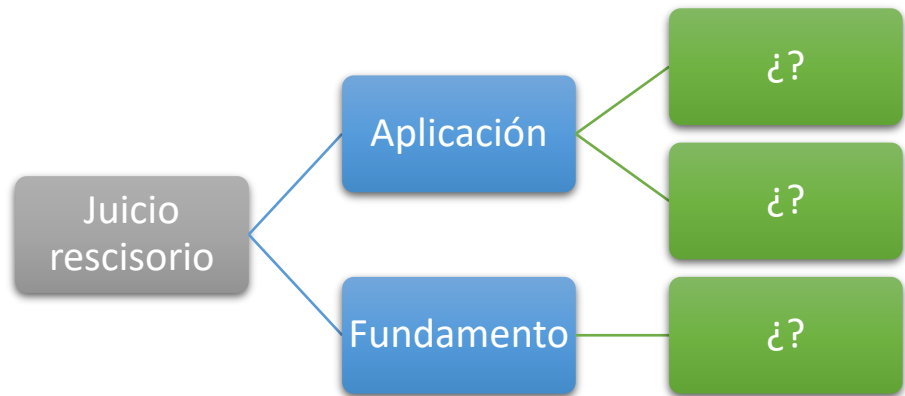 Juicio
rescisorio
Aplicación
¿?
¿?
Fundamento
¿?